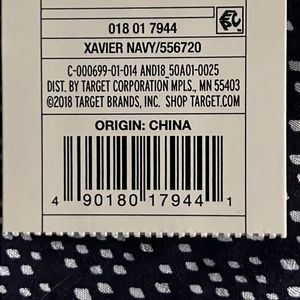 018 01 7944
XAVIER NAVY/556720
C-000699-01-014 AND18_50A01-0025
DIST. BY TARGET CORPORATION MPLS., MN 55403
©2018 TARGET BRANDS, INC. SHOP TARGET.COM
ORIGIN: CHINA
4 90180 17944 1